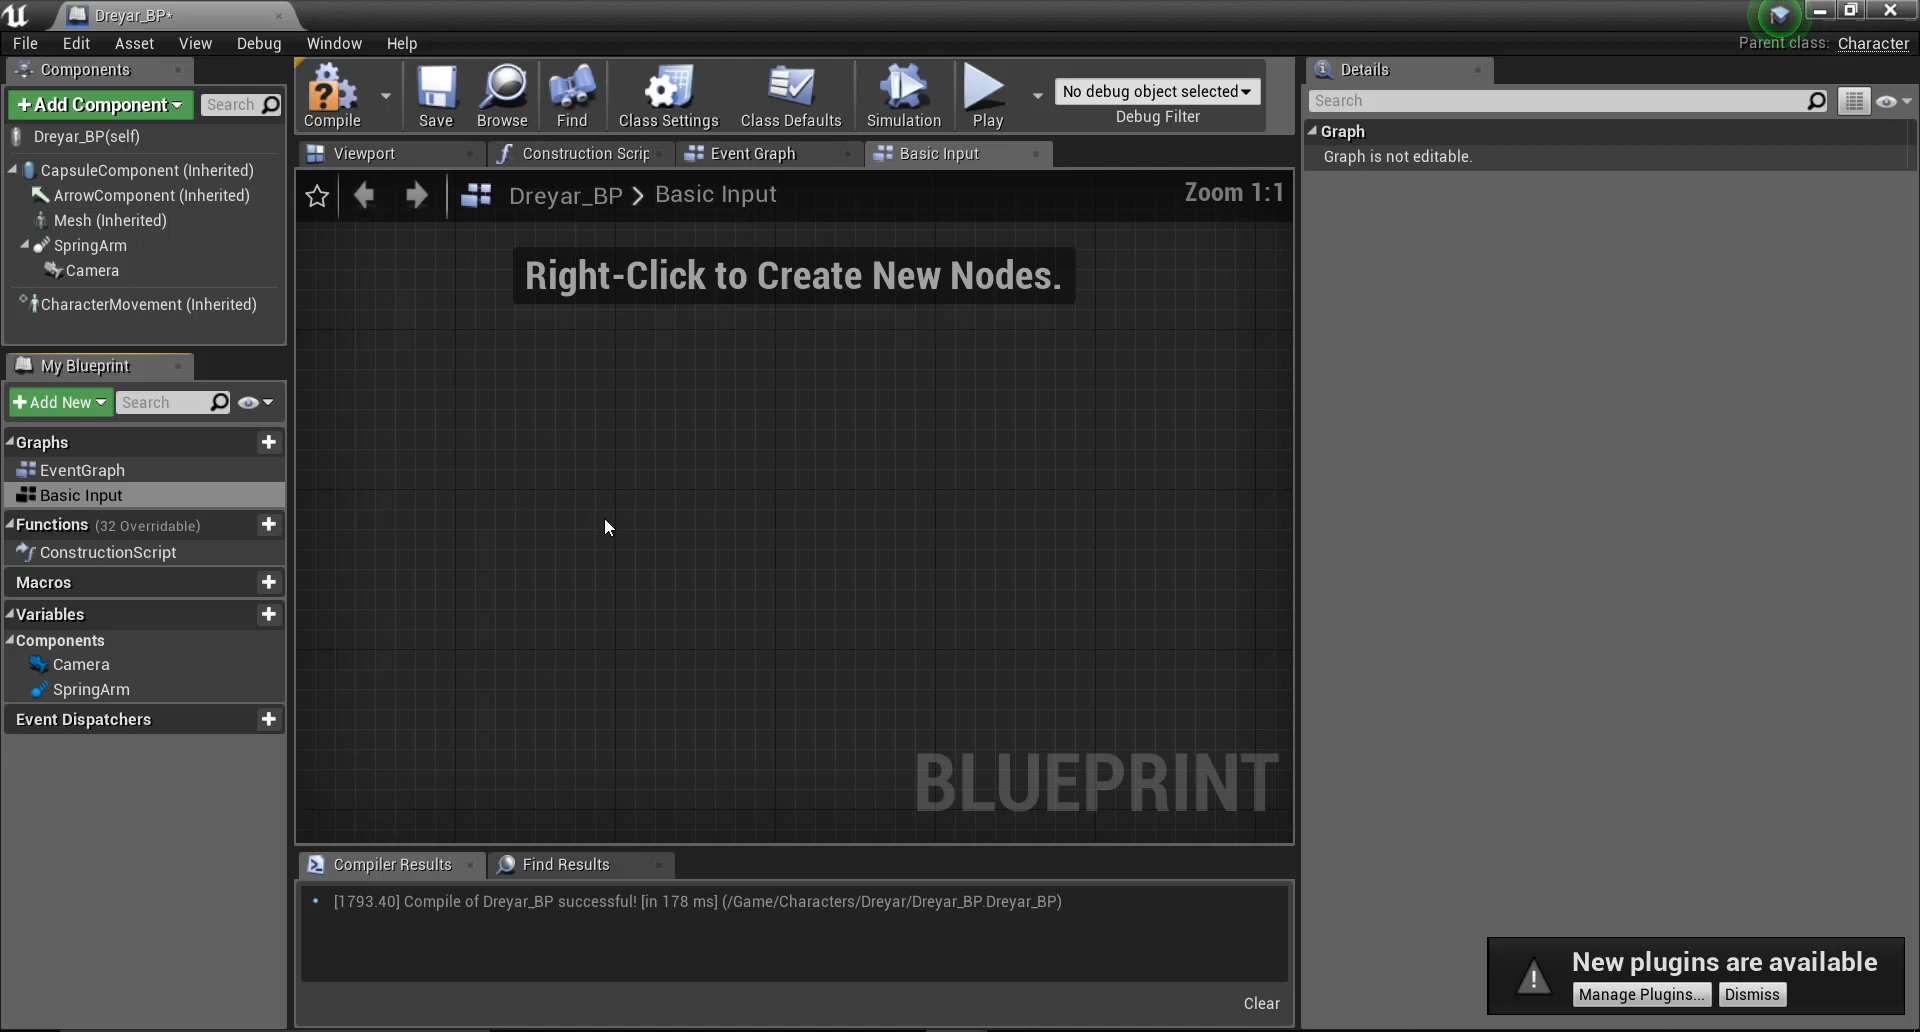 Dreyar_BP*
File Edit Asset View Debug Window Help
Parent class: Character
Components
+Add Component
Search
Dreyar_BP(self)
CapsuleComponent (Inherited)
ArrowComponent (Inherited)
Mesh (Inherited)
SpringArm
Camera
CharacterMovement (Inherited)
My Blueprint
+Add New
Search
Graphs
EventGraph
Basic Input
Functions (32 Overridable)
ConstructionScript
Macros
Variables
Components
Camera
SpringArm
Event Dispatchers
Compile Save Browse Find Class Settings Class Defaults Simulation Play
No debug object selected
Debug Filter
Viewport Construction Scrip Event Graph Basic Input
Dreyar_BP > Basic Input
Zoom 1:1
Right-Click to Create New Nodes.
BLUEPRINT
Compiler Results Find Results
[1793.40] Compile of Dreyar_BP successful! [in 178 ms] (/Game/Characters/Dreyar/Dreyar_BP.Dreyar_BP)
Clear
Details
Search
Graph
Graph is not editable.
New plugins are available
Manage Plugins... Dismiss